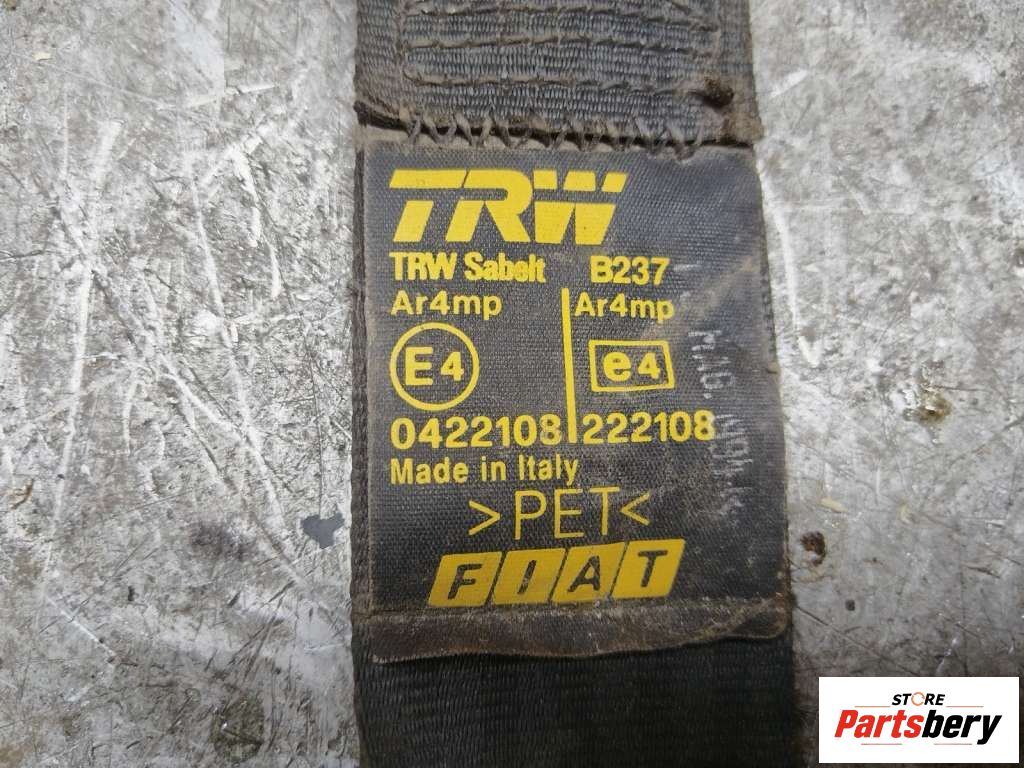 TRW
TRW Sabelt B237
Ar4mp Ar4mp
E4 e4
0422108 222108
Made in Italy
>PET<
FIAT
STORE
Partsbery